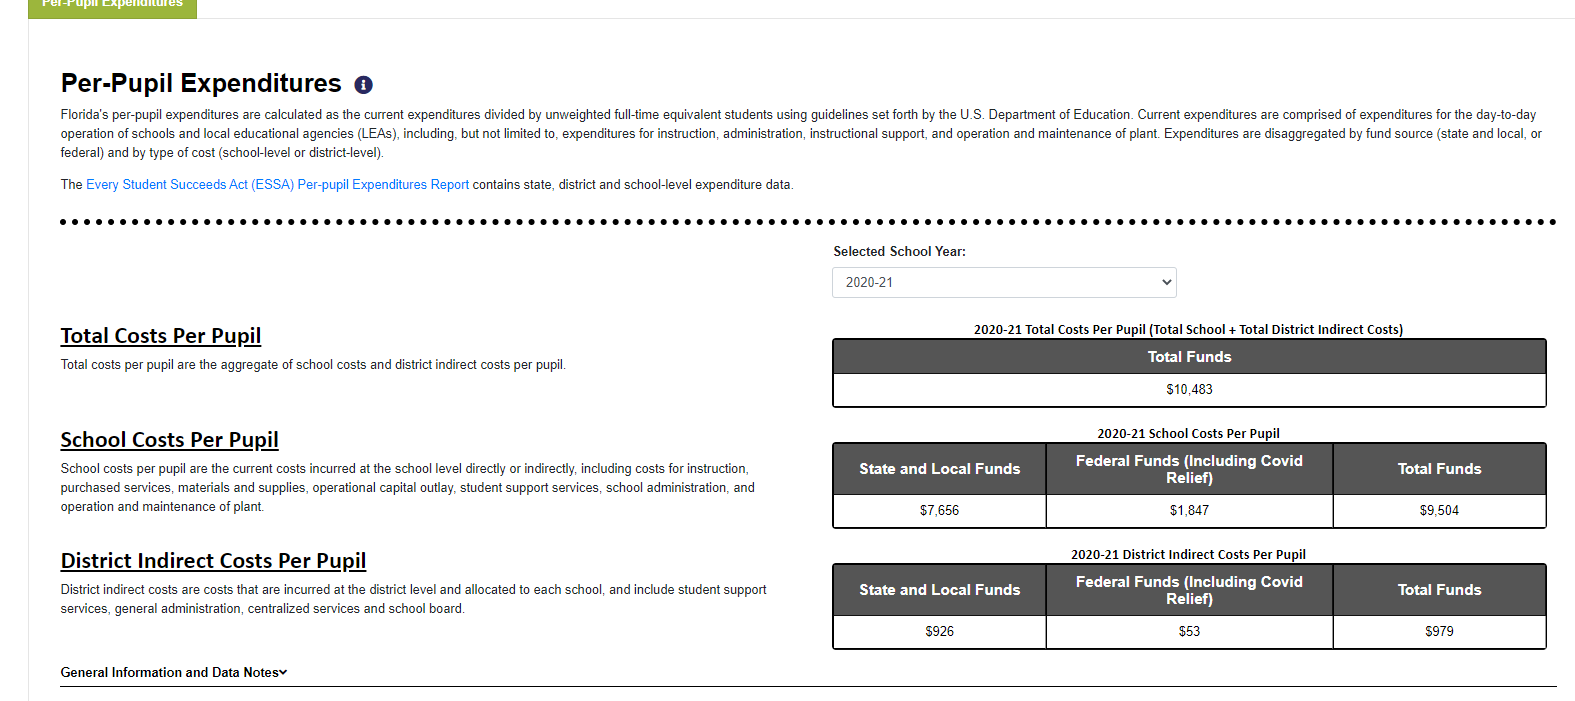 Per-Pupil Expenditures
Per-Pupil Expenditures
Florida's per-pupil expenditures are calculated as the current expenditures divided by unweighted full-time equivalent students using guidelines set forth by the U.S. Department of Education. Current expenditures are comprised of expenditures for the day-to-day
operation of schools and local educational agencies (LEAs), including, but not limited to, expenditures for instruction, administration, instructional support, and operation and maintenance of plant. Expenditures are disaggregated by fund source (state and local, or
federal) and by type of cost (school-level or district-level).
The Every Student Succeeds Act (ESSA) Per-pupil Expenditures Report contains state, district and school-level expenditure data.
Selected School Year:
2020-21
Total Costs Per Pupil
Total costs per pupil are the aggregate of school costs and district indirect costs per pupil.
2020-21 Total Costs Per Pupil (Total School + Total District Indirect Costs)
Total Funds
$10,483
School Costs Per Pupil
School costs per pupil are the current costs incurred at the school level directly or indirectly, including costs for instruction,
purchased services, materials and supplies, operational capital outlay, student support services, school administration, and
operation and maintenance of plant.
2020-21 School Costs Per Pupil
State and Local Funds
Federal Funds (Including Covid
Relief)
Total Funds
$7,656
$1,847
$9,504
District Indirect Costs Per Pupil
District indirect costs are costs that are incurred at the district level and allocated to each school, and include student support
services, general administration, centralized services and school board.
2020-21 District Indirect Costs Per Pupil
State and Local Funds
Federal Funds (Including Covid
Relief)
Total Funds
$926
$53
$979
General Information and Data Notes